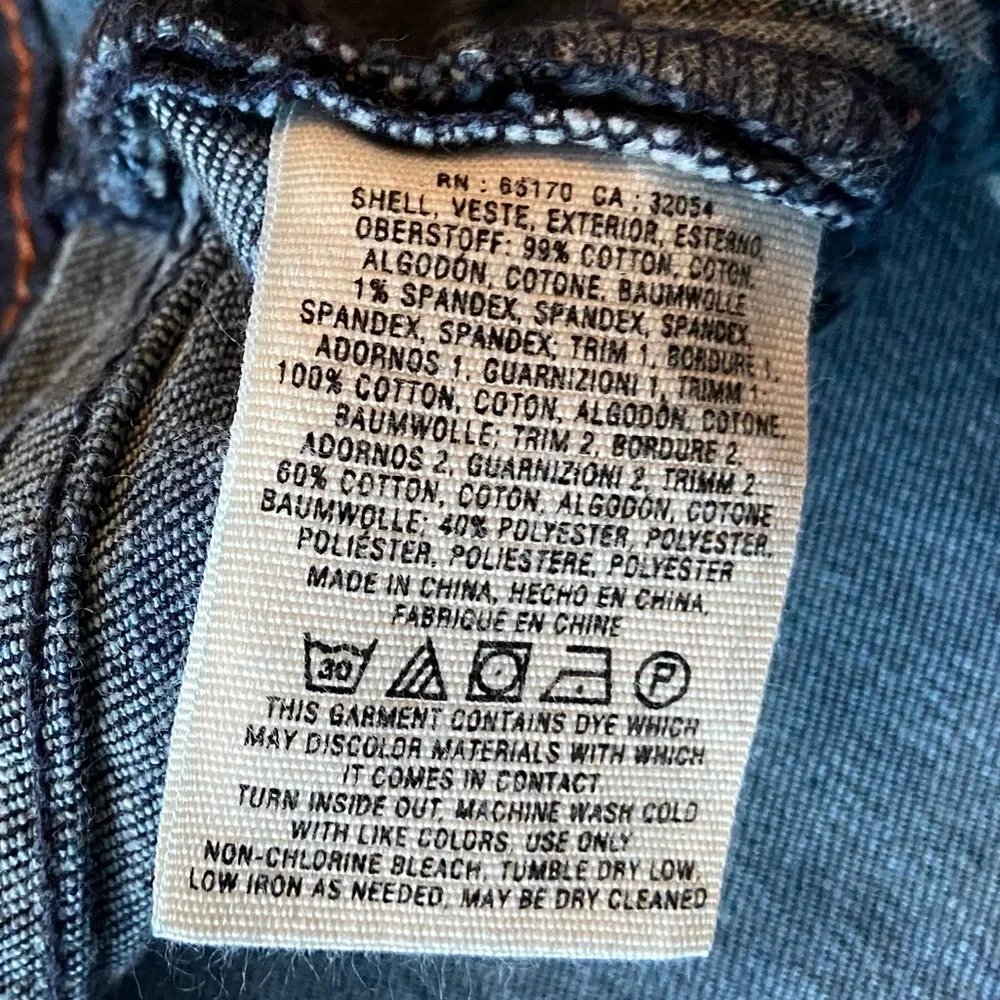 RN : 65170 CA : 32054
SHELL, VESTE, EXTERIOR, ESTERNO,
OBERSTOFF: 99% COTTON, COTON,
ALGODÓN, COTONE, BAUMWOLLE
1% SPANDEX, SPANDEX, SPANDEX,
SPANDEX, SPANDEX; TRIM 1, BORDURE 1,
ADORNOS 1, GUARNIZIONI 1, TRIMM 1:
100% COTTON, COTON, ALGODÓN, COTONE,
BAUMWOLLE; TRIM 2, BORDURE 2,
ADORNOS 2, GUARNIZIONI 2, TRIMM 2:
60% COTTON, COTON, ALGODÓN, COTONE
BAUMWOLLE; 40% POLYESTER, POLYESTER,
POLIÉSTER, POLIESTERE, POLYESTER
MADE IN CHINA, HECHO EN CHINA,
FABRIQUE EN CHINE
30 P
THIS GARMENT CONTAINS DYE WHICH
MAY DISCOLOR MATERIALS WITH WHICH
IT COMES IN CONTACT
TURN INSIDE OUT, MACHINE WASH COLD
WITH LIKE COLORS, USE ONLY
NON-CHLORINE BLEACH, TUMBLE DRY LOW,
LOW IRON AS NEEDED, MAY BE DRY CLEANED